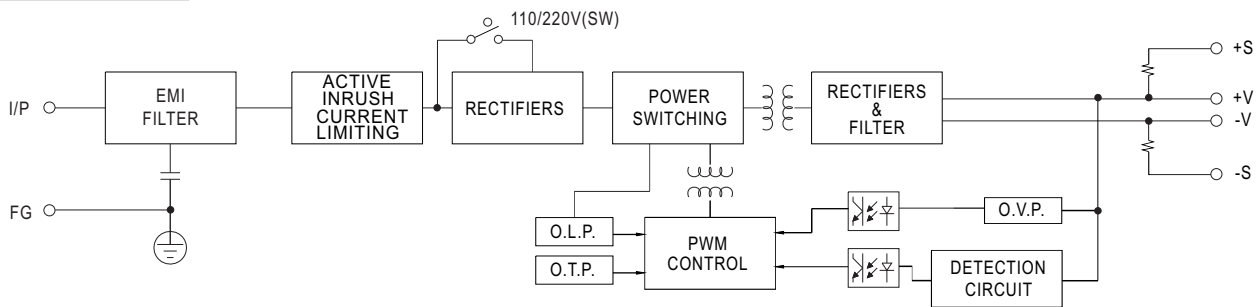 110/220V(SW)
I/P
EMI
FILTER
ACTIVE
INRUSH
CURRENT
LIMITING
RECTIFIERS
POWER
SWITCHING
RECTIFIERS
&
FILTER
+S
+V
-V
-S
FG
O.L.P.
O.T.P.
PWM
CONTROL
O.V.P.
DETECTION
CIRCUIT